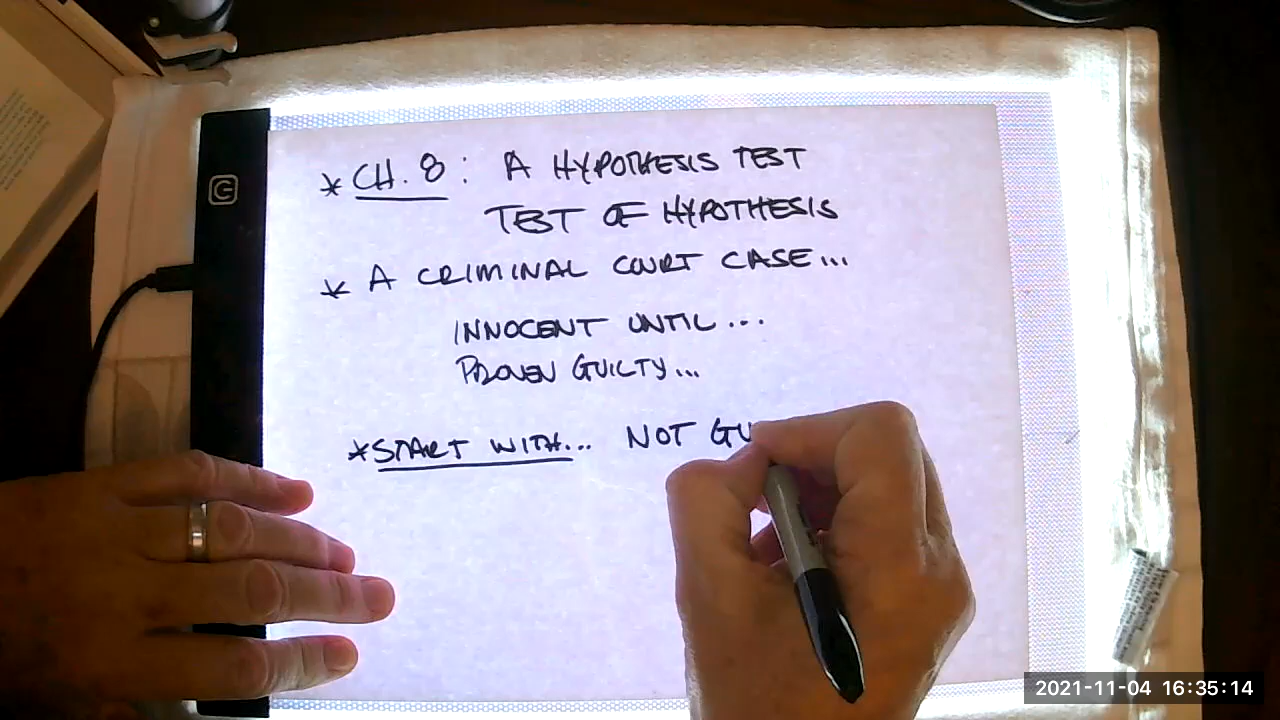 * CH. 8 : A HYPOTHESIS TEST
TEST OF HYPOTHESIS
* A CRIMINAL COURT CASE...
INNOCENT UNTIL...
PROVEN GUILTY...
* START WITH... NOT GU
2021-11-04 16:35:14